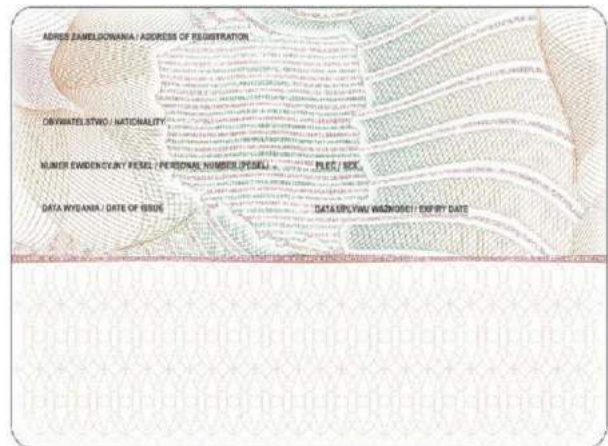 ADRES ZAMELDOWANIA / ADDRESS OF REGISTRATION
OBYWATELSTWO / NATIONALITY
NUMER EWIDENCYJNY PESEL / PERSONAL NUMBER (PESEL)    PŁEĆ / SEX
DATA WYDANIA / DATE OF ISSUE    DATA UPŁYWU WAŻNOŚCI / EXPIRY DATE